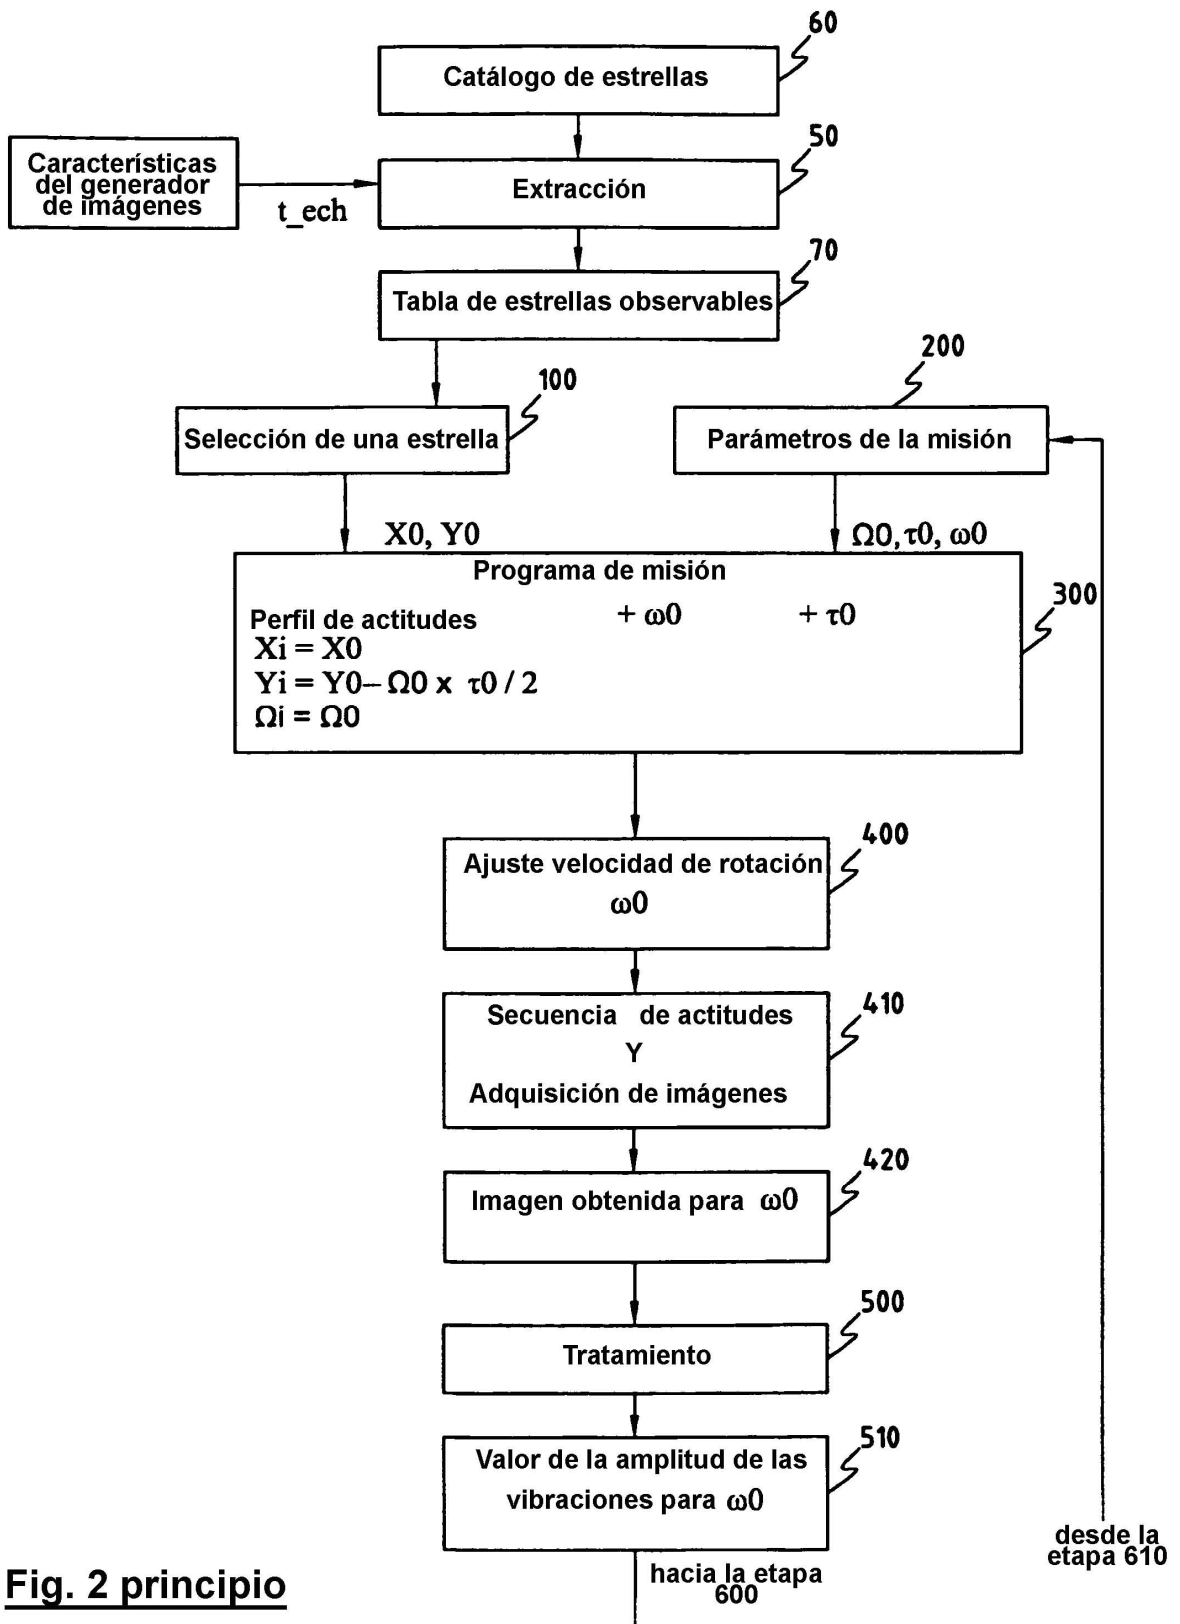 60
Catálogo de estrellas
50
Características
del generador
de imágenes
t_ech
Extracción
70
Tabla de estrellas observables
100
200
Selección de una estrella
Parámetros de la misión
X0, Y0
Ω0, τ0, ω0
Programa de misión
300
Perfil de actitudes
+ ω0
+ τ0
Xi = X0
Yi = Y0– Ω0 x τ0 / 2
Ωi = Ω0
400
Ajuste velocidad de rotación
ω0
410
Secuencia de actitudes
Y
Adquisición de imágenes
420
Imagen obtenida para ω0
500
Tratamiento
510
Valor de la amplitud de las
vibraciones para ω0
desde la
etapa 610
hacia la etapa
600
Fig. 2 principio